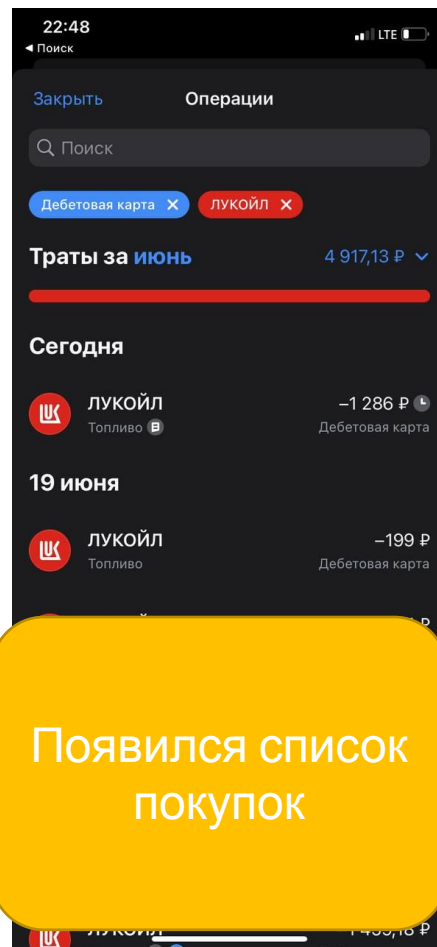 22:48
LTE
◀ Поиск
Закрыть Операции
Поиск
Дебетовая карта × ЛУКОЙЛ ×
Траты за июнь 4 917,13 ₽
Сегодня
ЛУКОЙЛ −1 286 ₽
Топливо B Дебетовая карта
19 июня
ЛУКОЙЛ −199 ₽
Топливо Дебетовая карта
Появился список
покупок